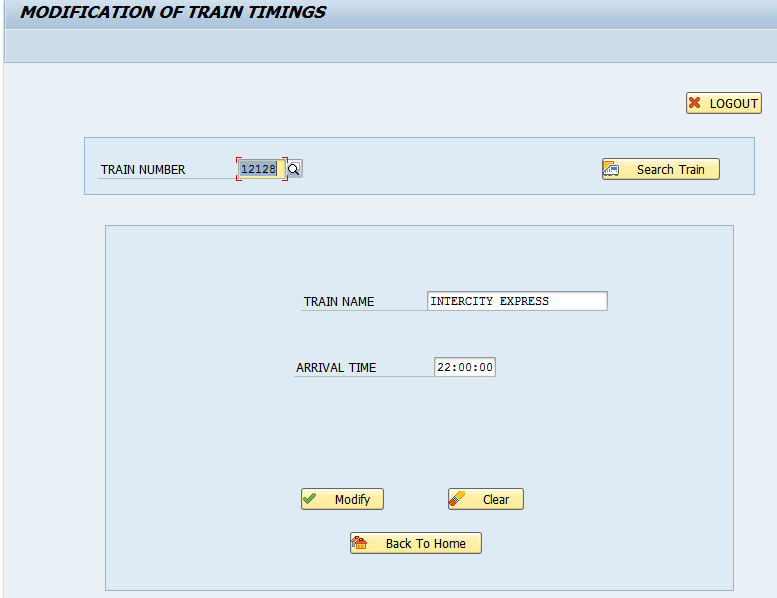 MODIFICATION OF TRAIN TIMINGS
LOGOUT
TRAIN NUMBER 12128 Search Train
TRAIN NAME INTERCITY EXPRESS
ARRIVAL TIME 22:00:00
Modify Clear
Back To Home